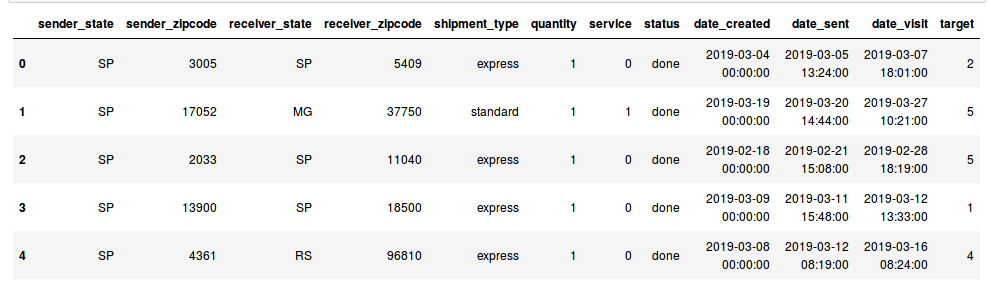 sender_state sender_zipcode receiver_state receiver_zipcode shipment_type quantity service status date_created date_sent date_visit target
0 SP 3005 SP 5409 express 1 0 done 2019-03-04 00:00:00 2019-03-05 13:24:00 2019-03-07 18:01:00 2
1 SP 17052 MG 37750 standard 1 1 done 2019-03-19 00:00:00 2019-03-20 14:44:00 2019-03-27 10:21:00 5
2 SP 2033 SP 11040 express 1 0 done 2019-02-18 00:00:00 2019-02-21 15:08:00 2019-02-28 18:19:00 5
3 SP 13900 SP 18500 express 1 0 done 2019-03-09 00:00:00 2019-03-11 15:48:00 2019-03-12 13:33:00 1
4 SP 4361 RS 96810 express 1 0 done 2019-03-08 00:00:00 2019-03-12 08:19:00 2019-03-16 08:24:00 4